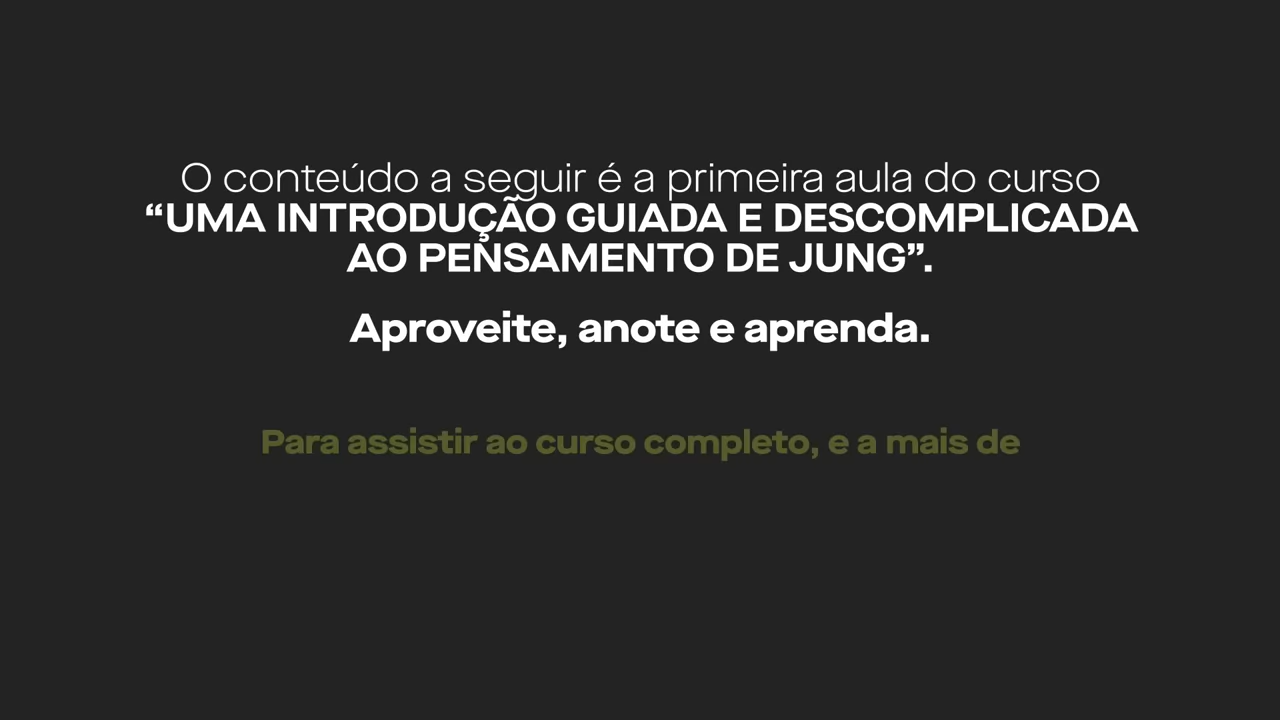 O conteúdo a seguir é a primeira aula do curso
“UMA INTRODUÇÃO GUIADA E DESCOMPLICADA
AO PENSAMENTO DE JUNG”.
Aproveite, anote e aprenda.
Para assistir ao curso completo, e a mais de